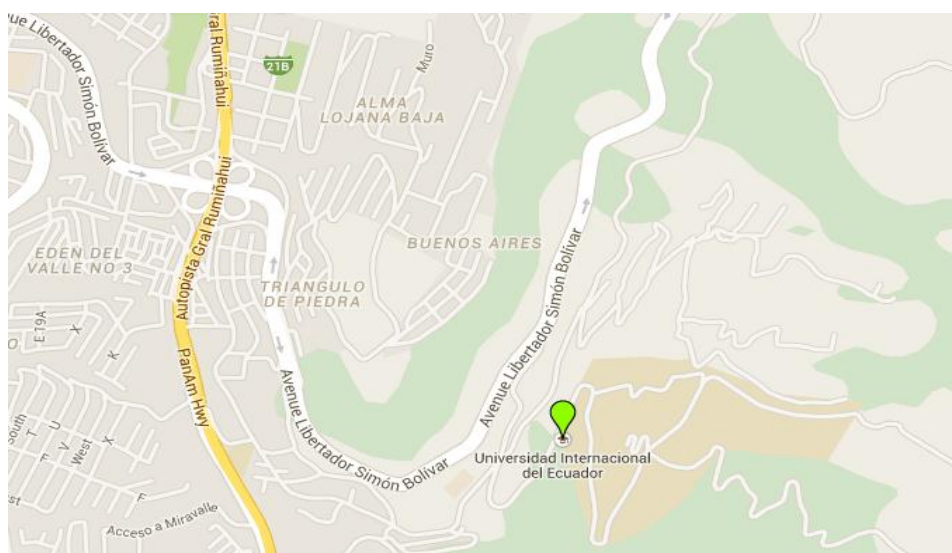 Avenue Libertador Simón Bolívar
Gral Rumiñahui
21B
Muro
ALMA
LOJANA BAJA
Autopista Gral Rumiñahui
EDEN DEL
VALLE NO 3
BUENOS AIRES
TRIANGULO
DE PIEDRA
Avenue Libertador Simón Bolívar
E19A
X
K
PanAm Hwy
Avenue Libertador Simón Bolívar
South
T
U
V
X
West
F
F
Universidad Internacional
del Ecuador
Acceso a Miravalle